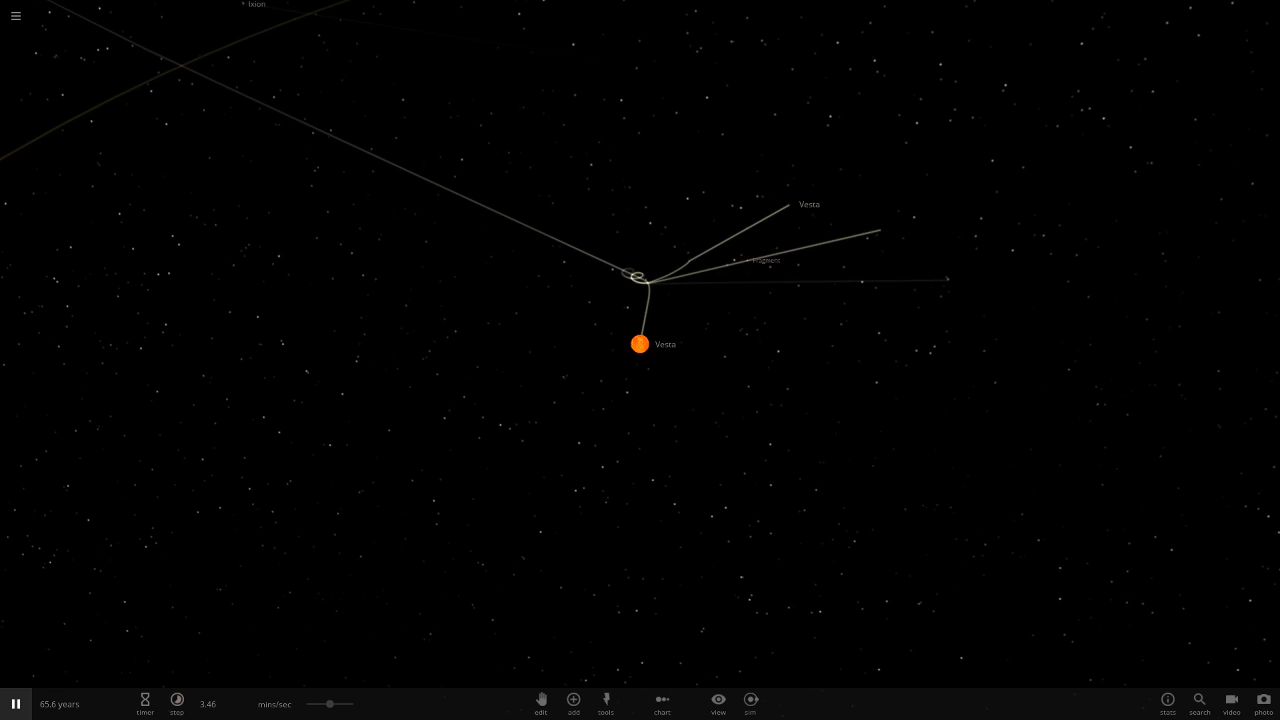 Ixion
Vesta
Fragment
Vesta
65.6 years
timer
step
3.46
mins/sec
edit
add
tools
chart
view
sim
stats
search
video
photo